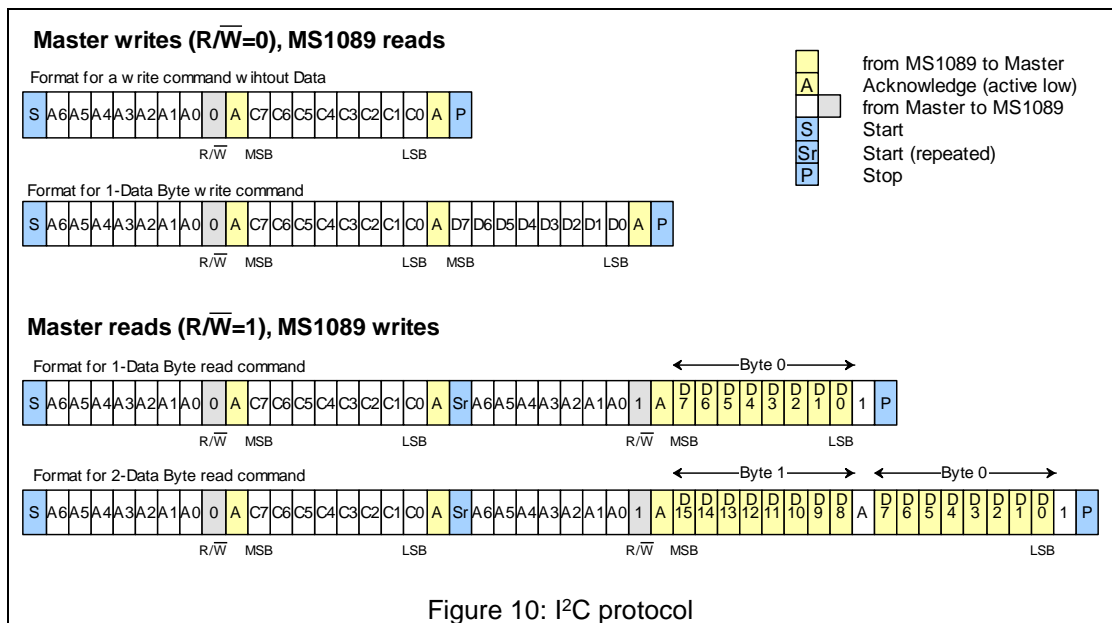 Master writes (R/W̅=0), MS1089 reads
Format for a write command wihtout Data
S A6 A5 A4 A3 A2 A1 A0 0 A C7 C6 C5 C4 C3 C2 C1 C0 A P
R/W̅ MSB LSB
Format for 1-Data Byte write command
S A6 A5 A4 A3 A2 A1 A0 0 A C7 C6 C5 C4 C3 C2 C1 C0 A D7 D6 D5 D4 D3 D2 D1 D0 A P
R/W̅ MSB LSB MSB LSB
from MS1089 to Master
A Acknowledge (active low)
from Master to MS1089
S Start
Sr Start (repeated)
P Stop
Master reads (R/W̅=1), MS1089 writes
Format for 1-Data Byte read command
Byte 0
S A6 A5 A4 A3 A2 A1 A0 0 A C7 C6 C5 C4 C3 C2 C1 C0 A Sr A6 A5 A4 A3 A2 A1 A0 1 A D7 D6 D5 D4 D3 D2 D1 D0 1 P
R/W̅ MSB LSB R/W̅ MSB LSB
Format for 2-Data Byte read command
Byte 1 Byte 0
S A6 A5 A4 A3 A2 A1 A0 0 A C7 C6 C5 C4 C3 C2 C1 C0 A Sr A6 A5 A4 A3 A2 A1 A0 1 A D15 D14 D13 D12 D11 D10 D9 D8 A D7 D6 D5 D4 D3 D2 D1 D0 1 P
R/W̅ MSB LSB R/W̅ MSB LSB
Figure 10: I²C protocol